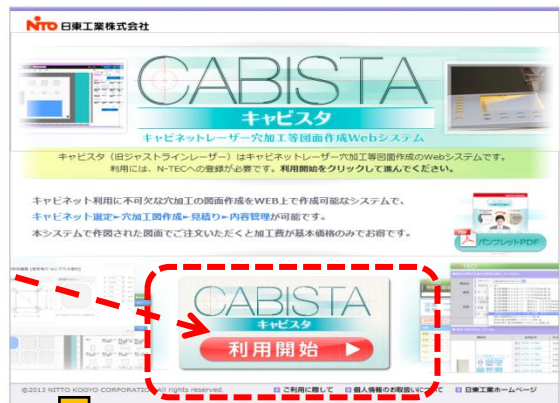 NITO 日東工業株式会社
CABISTA
キャビスタ
キャビネットレーザー穴加工等図面作成Webシステム
キャビスタ（旧ジャストラインレーザー）はキャビネットレーザー穴加工等図面作成のWebシステムです。
利用には、N-TECへの登録が必要です。利用開始をクリックして進んでください。
キャビネット利用に不可欠な穴加工の図面作成をWEB上で作成可能なシステムで、
キャビネット選定▶穴加工図作成▶見積り▶内容管理が可能です。
本システムで作図された図面でご注文いただくと加工費が基本価格のみでお得です。
パンフレットPDF
CABISTA
キャビスタ
利用開始
©2013 NITTO KOGYO CORPORATION All rights reserved.
ご利用に際して
個人情報のお取扱いについて
日東工業ホームページ